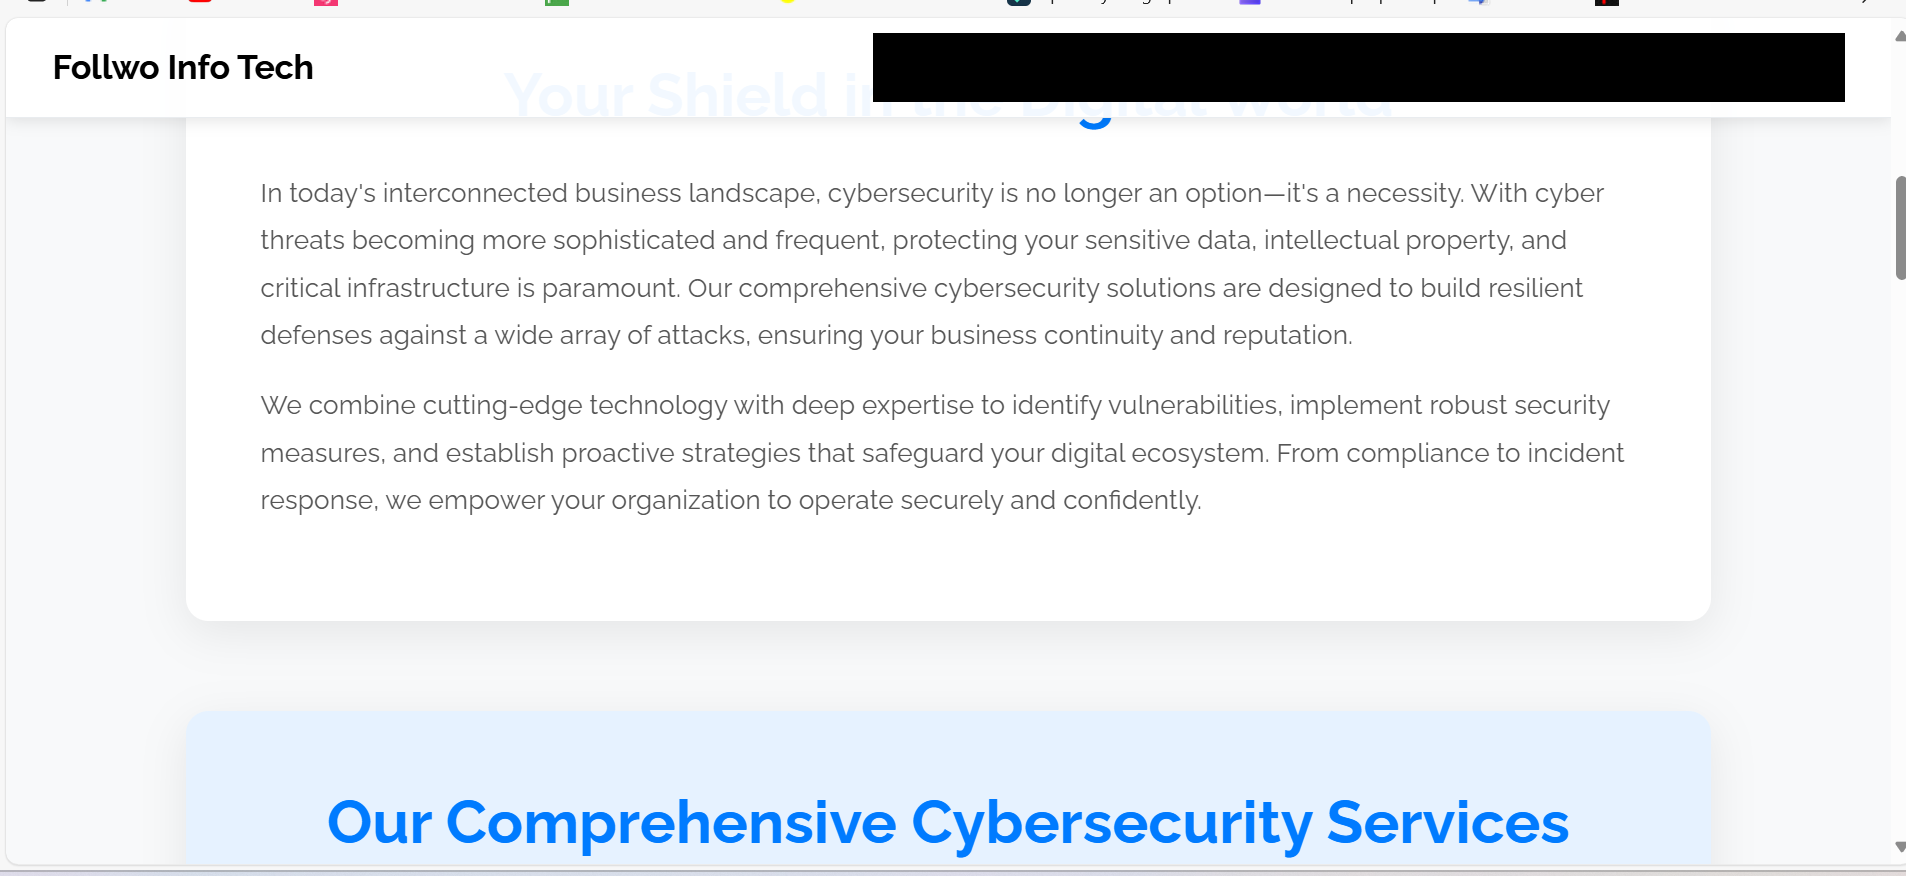 Follwo Info Tech
Your Shield in the Digital World
In today's interconnected business landscape, cybersecurity is no longer an option—it's a necessity. With cyber
threats becoming more sophisticated and frequent, protecting your sensitive data, intellectual property, and
critical infrastructure is paramount. Our comprehensive cybersecurity solutions are designed to build resilient
defenses against a wide array of attacks, ensuring your business continuity and reputation.
We combine cutting-edge technology with deep expertise to identify vulnerabilities, implement robust security
measures, and establish proactive strategies that safeguard your digital ecosystem. From compliance to incident
response, we empower your organization to operate securely and confidently.
Our Comprehensive Cybersecurity Services